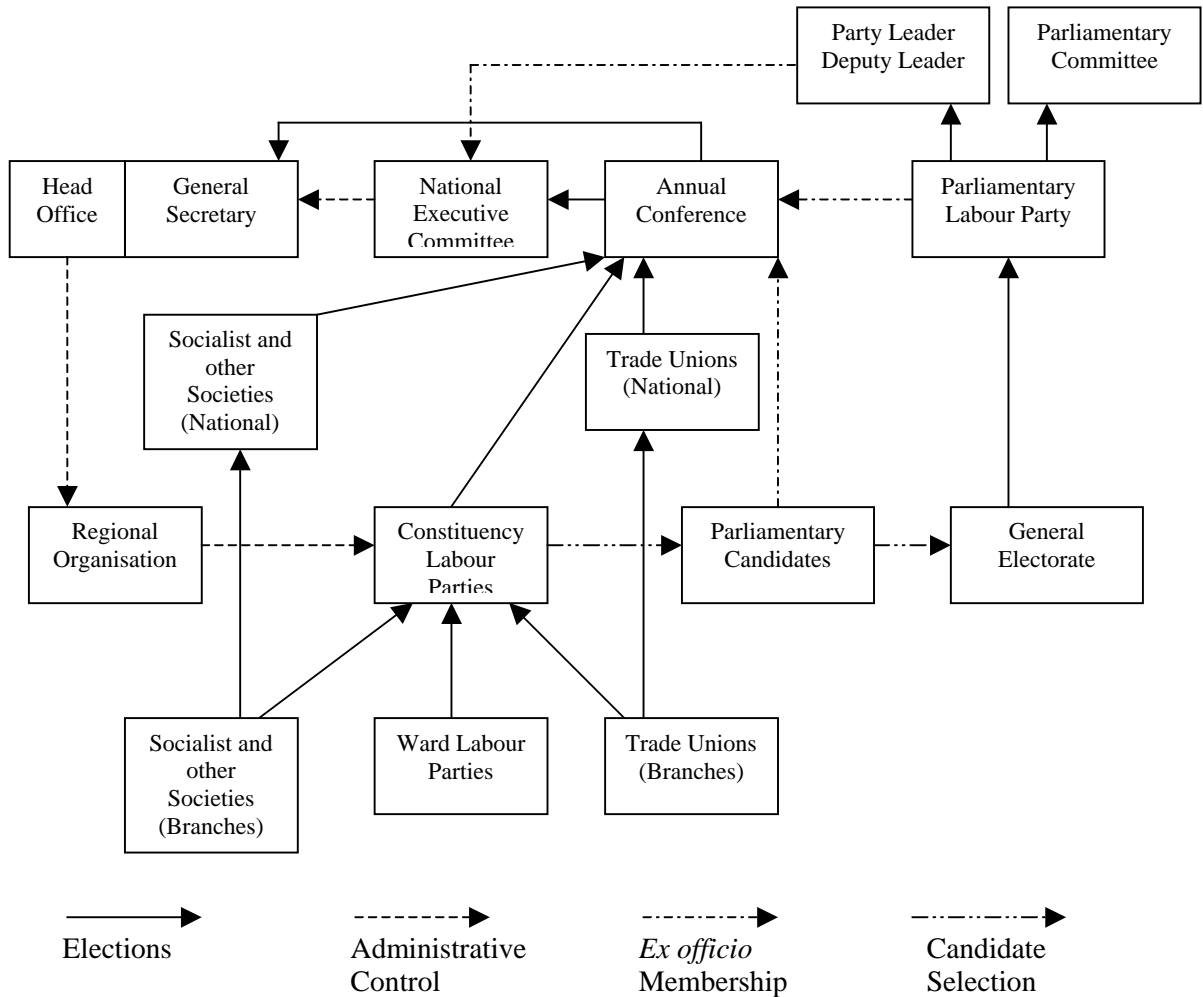 Party Leader
Deputy Leader
Parliamentary
Committee
Head
Office
General
Secretary
National
Executive
Committee
Annual
Conference
Parliamentary
Labour Party
Socialist and
other
Societies
(National)
Trade Unions
(National)
Regional
Organisation
Constituency
Labour
Parties
Parliamentary
Candidates
General
Electorate
Socialist and
other
Societies
(Branches)
Ward Labour
Parties
Trade Unions
(Branches)
Elections
Administrative
Control
Ex officio
Membership
Candidate
Selection